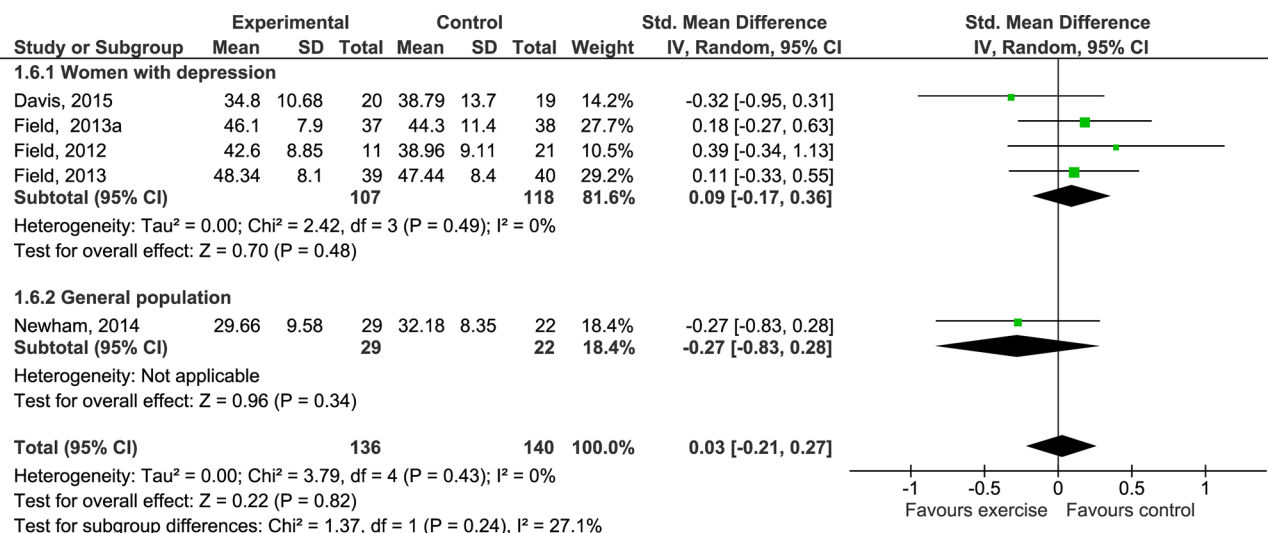 Experimental Control Std. Mean Difference Std. Mean Difference
Study or Subgroup Mean SD Total Mean SD Total Weight IV, Random, 95% CI IV, Random, 95% CI
1.6.1 Women with depression
Davis, 2015 34.8 10.68 20 38.79 13.7 19 14.2% -0.32 [-0.95, 0.31]
Field, 2013a 46.1 7.9 37 44.3 11.4 38 27.7% 0.18 [-0.27, 0.63]
Field, 2012 42.6 8.85 11 38.96 9.11 21 10.5% 0.39 [-0.34, 1.13]
Field, 2013 48.34 8.1 39 47.44 8.4 40 29.2% 0.11 [-0.33, 0.55]
Subtotal (95% CI) 107 118 81.6% 0.09 [-0.17, 0.36]
Heterogeneity: Tau² = 0.00; Chi² = 2.42, df = 3 (P = 0.49); I² = 0%
Test for overall effect: Z = 0.70 (P = 0.48)
1.6.2 General population
Newham, 2014 29.66 9.58 29 32.18 8.35 22 18.4% -0.27 [-0.83, 0.28]
Subtotal (95% CI) 29 22 18.4% -0.27 [-0.83, 0.28]
Heterogeneity: Not applicable
Test for overall effect: Z = 0.96 (P = 0.34)
Total (95% CI) 136 140 100.0% 0.03 [-0.21, 0.27]
Heterogeneity: Tau² = 0.00; Chi² = 3.79, df = 4 (P = 0.43); I² = 0%
Test for overall effect: Z = 0.22 (P = 0.82)
Test for subgroup differences: Chi² = 1.37, df = 1 (P = 0.24), I² = 27.1%
-1 -0.5 0 0.5 1
Favours exercise Favours control